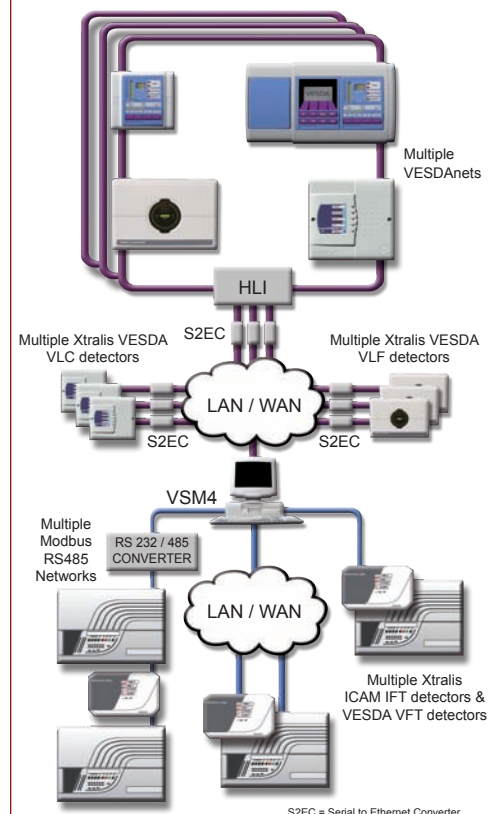 VESDA
Multiple
VESDAnets
HLI
S2EC
Multiple Xtralis VESDA
VLC detectors
Multiple Xtralis VESDA
VLF detectors
LAN / WAN
S2EC
S2EC
VSM4
Multiple
Modbus
RS485
Networks
RS 232 / 485
CONVERTER
LAN / WAN
Multiple Xtralis
ICAM IFT detectors &
VESDA VFT detectors
S2EC = Serial to Ethernet Converter